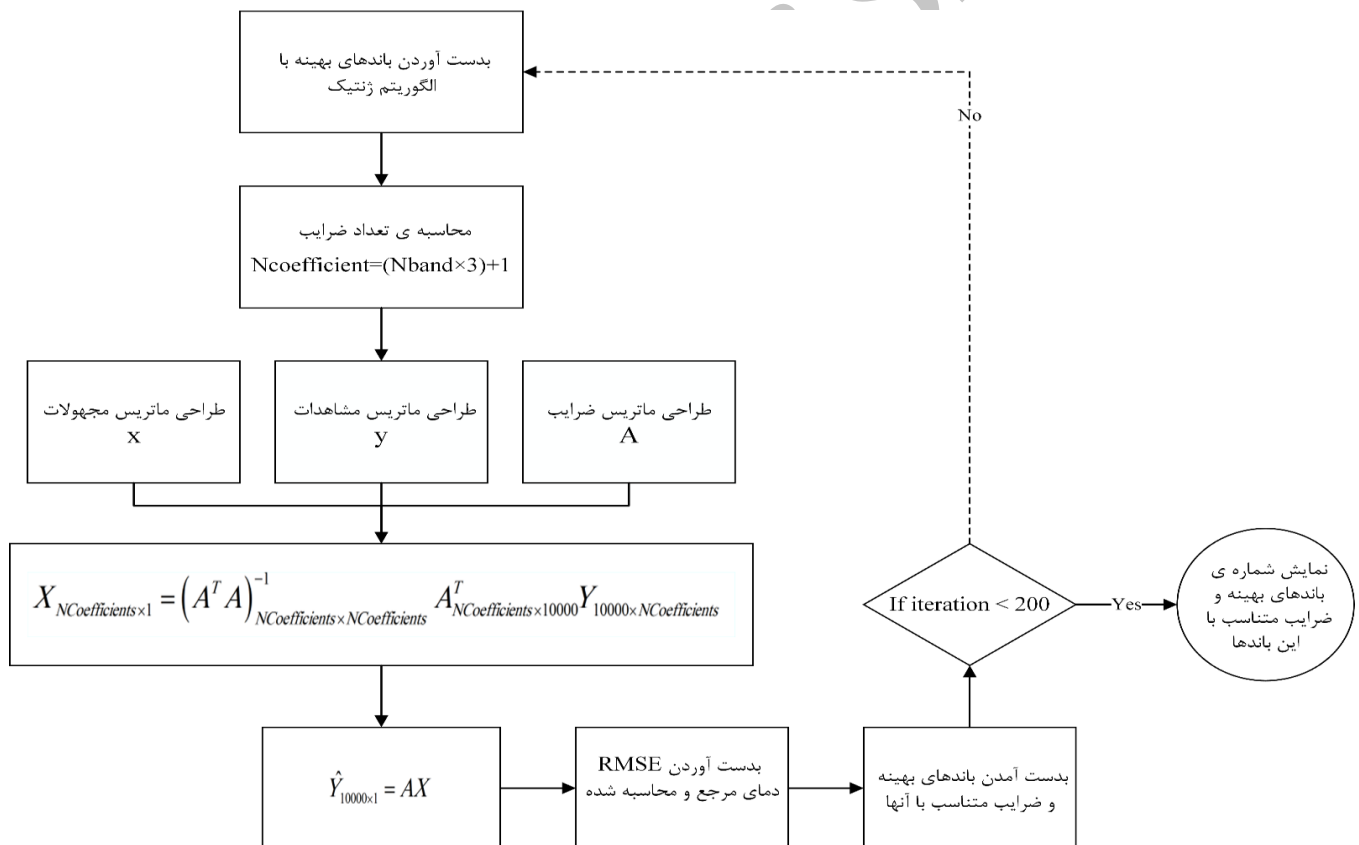 بدست آوردن باندهای بهینه با
الگوریتم ژنتیک
محاسبه ی تعداد ضرایب
Ncoefficient=(Nband×3)+1
طراحی ماتریس مجهولات
x
طراحی ماتریس مشاهدات
y
طراحی ماتریس ضرایب
A
X_{NCoefficients×1} = (A^T A)^{-1}_{NCoefficients×NCoefficients} A^T_{NCoefficients×10000} Y_{10000×NCoefficients}
Ŷ_{10000×1} = AX
بدست آوردن RMSE
دمای مرجع و محاسبه شده
بدست آمدن باندهای بهینه
و ضرایب متناسب با آنها
If iteration < 200
No
Yes
نمایش شماره ی
باندهای بهینه و
ضرایب متناسب با
این باندها